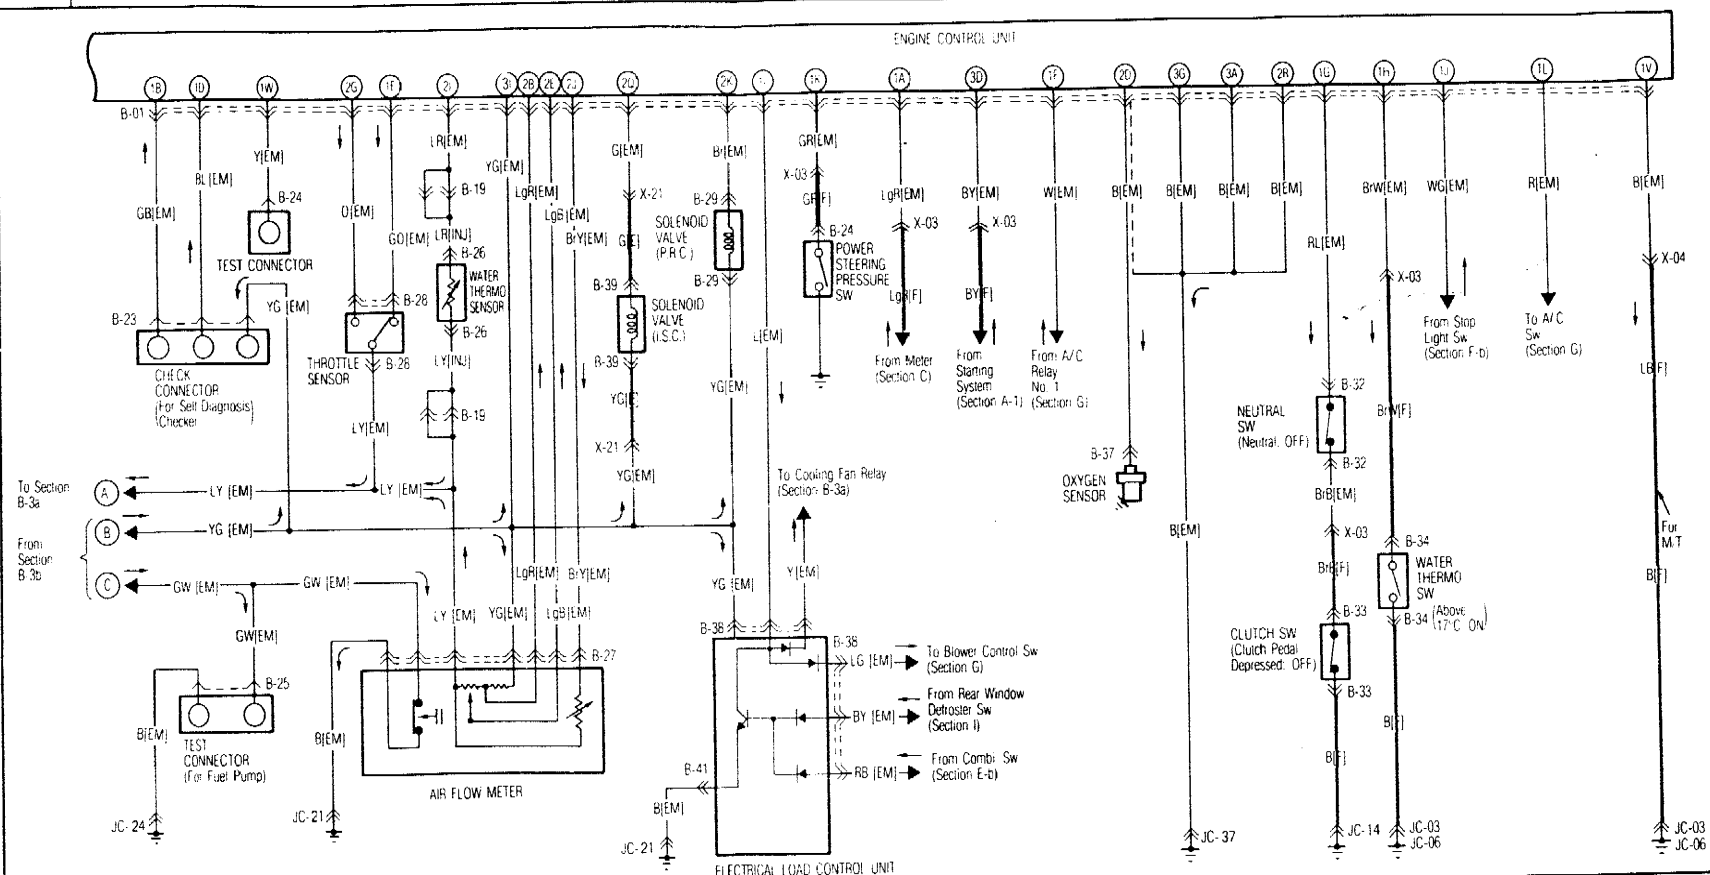 ENGINE CONTROL UNIT
1B 1D 1W 2G 2I 3I 2B 2E 2J 2Q 2K 1K 1A 3D 1F 2D 3G 3A 2R 1G 1H 1J 1L 1V
B-01
LR[EM]
YG[EM]
G[EM]
Br[EM]
GR[EM]
Y[EM]
BL[EM]
GB[EM]
B-24
O[EM]
GO[EM]
B-19
LgR[EM]
LgB[EM]
BrY[EM]
X-21
B-29
X-03
LgR[EM]
BY[EM]
W[EM]
B[EM]
B[EM]
B[EM]
B[EM]
BrW[EM]
WG[EM]
R[EM]
B[EM]
TEST CONNECTOR
LR[INJ]
B-26
WATER
THERMO
SENSOR
B-26
SOLENOID
VALVE
(P.R.C.)
B-29
B-24
POWER
STEERING
PRESSURE
SW
X-03
X-03
RL[EM]
X-03
X-04
YG [EM]
B-28
B-23
B-39
SOLENOID
VALVE
(I.S.C.)
B-39
THROTTLE
SENSOR
B-28
LY[INJ]
CHECK
CONNECTOR
(For Self Diagnosis)
Checker
B-19
LY[EM]
L[EM]
YG[EM]
X-21
YG[EM]
From Meter
(Section C)
From
Starting
System
(Section A-1)
From A/C
Relay
No. 1
(Section G)
BY[F]
From Stop
Light Sw
(Section F-b)
To A/C
Sw
(Section G)
LB[F]
B-32
NEUTRAL
SW
(Neutral: OFF)
B-32
BrW[F]
BrB[EM]
X-03
B-37
OXYGEN
SENSOR
To Cooling Fan Relay
(Section B-3a)
To Section
B-3a
A
LY [EM]
LY [EM]
From
Section
B-3b
B
YG [EM]
C
GW [EM]
GW [EM]
GW[EM]
LgR[EM]
BrY[EM]
LY [EM]
YG[EM]
LgB[EM]
YG [EM]
Y[EM]
B[EM]
For
M/T
B[F]
B-34
WATER
THERMO
SW
(Above
17°C ON)
B-34
B-33
CLUTCH SW
(Clutch Pedal
Depressed: OFF)
B-33
B-38
B-38
LG [EM]
To Blower Control Sw
(Section G)
From Rear Window
Defroster Sw
(Section I)
BY [EM]
From Combi Sw
(Section E-b)
RB [EM]
B-27
B-25
B[EM]
TEST
CONNECTOR
(For Fuel Pump)
B[EM]
AIR FLOW METER
B-41
B[EM]
B[F]
B[F]
JC-24
JC-21
JC-21
JC-37
JC-14
JC-03
JC-06
JC-03
JC-06
ELECTRICAL LOAD CONTROL UNIT